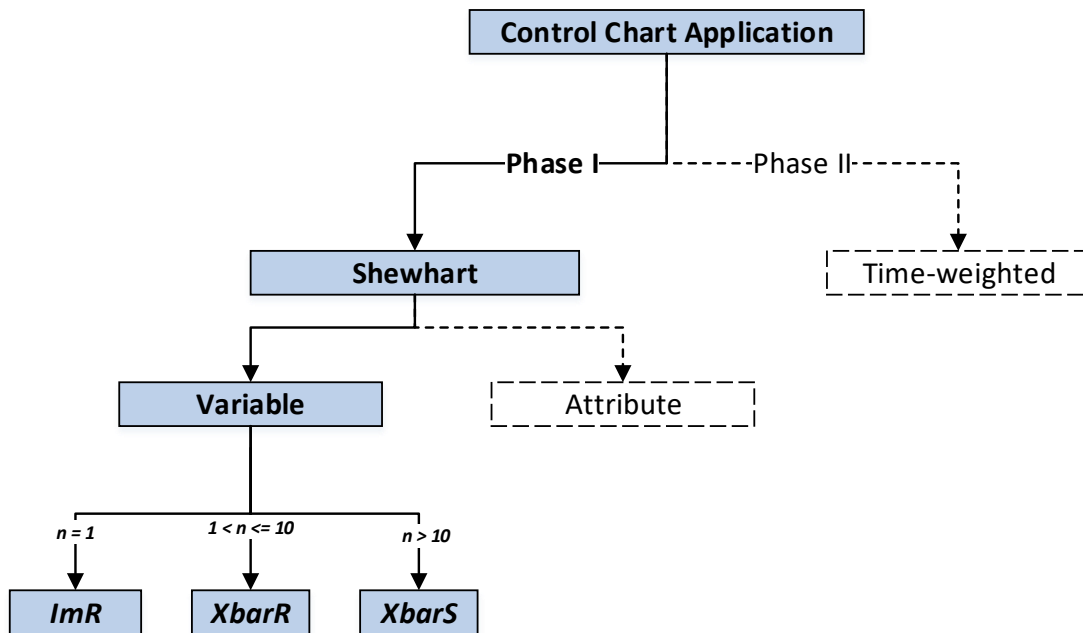 Control Chart Application
Phase I
Phase II
Shewhart
Time-weighted
Variable
Attribute
n = 1
1 < n <= 10
n > 10
ImR
XbarR
XbarS